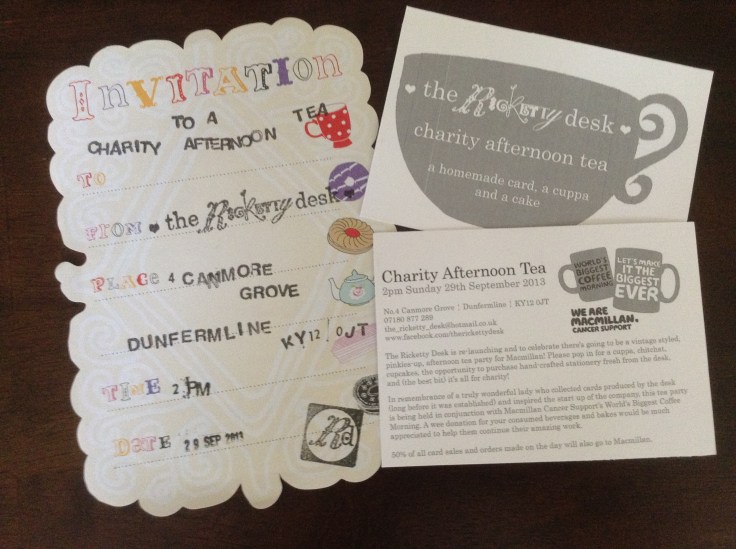 INVITATION
TO A
CHARITY AFTERNOON TEA
TO
FROM the Ricketty desk
PLACE 4 CANMORE
GROVE
DUNFERMLINE KY12 0JT
TIME 2PM
DATE 29 SEP 2013
Rd
the Ricketty desk
charity afternoon tea
a homemade card, a cuppa
and a cake
Charity Afternoon Tea
2pm Sunday 29th September 2013
No.4 Canmore Grove | Dunfermline | KY12 0JT
07180 877 289
the_ricketty_desk@hotmail.co.uk
www.facebook.com/therickettydesk
WORLD'S
BIGGEST
COFFEE
MORNING
LET'S MAKE
IT THE
BIGGEST
EVER
WE ARE
MACMILLAN.
CANCER SUPPORT
The Ricketty Desk is re-launching and to celebrate there's going to be a vintage styled,
pinkies up, afternoon tea party for Macmillan! Please pop in for a cuppa, chitchat,
cupcakes, the opportunity to purchase hand-crafted stationery fresh from the desk,
and (the best bit) it's all for charity!
In remembrance of a truly wonderful lady who collected cards produced by the desk
(long before it was established) and inspired the start up of the company, this tea party
is being held in conjunction with Macmillan Cancer Support's World's Biggest Coffee
Morning. A wee donation for your consumed beverages and bakes would be much
appreciated to help them continue their amazing work.
50% of all card sales and orders made on the day will also go to Macmillan.